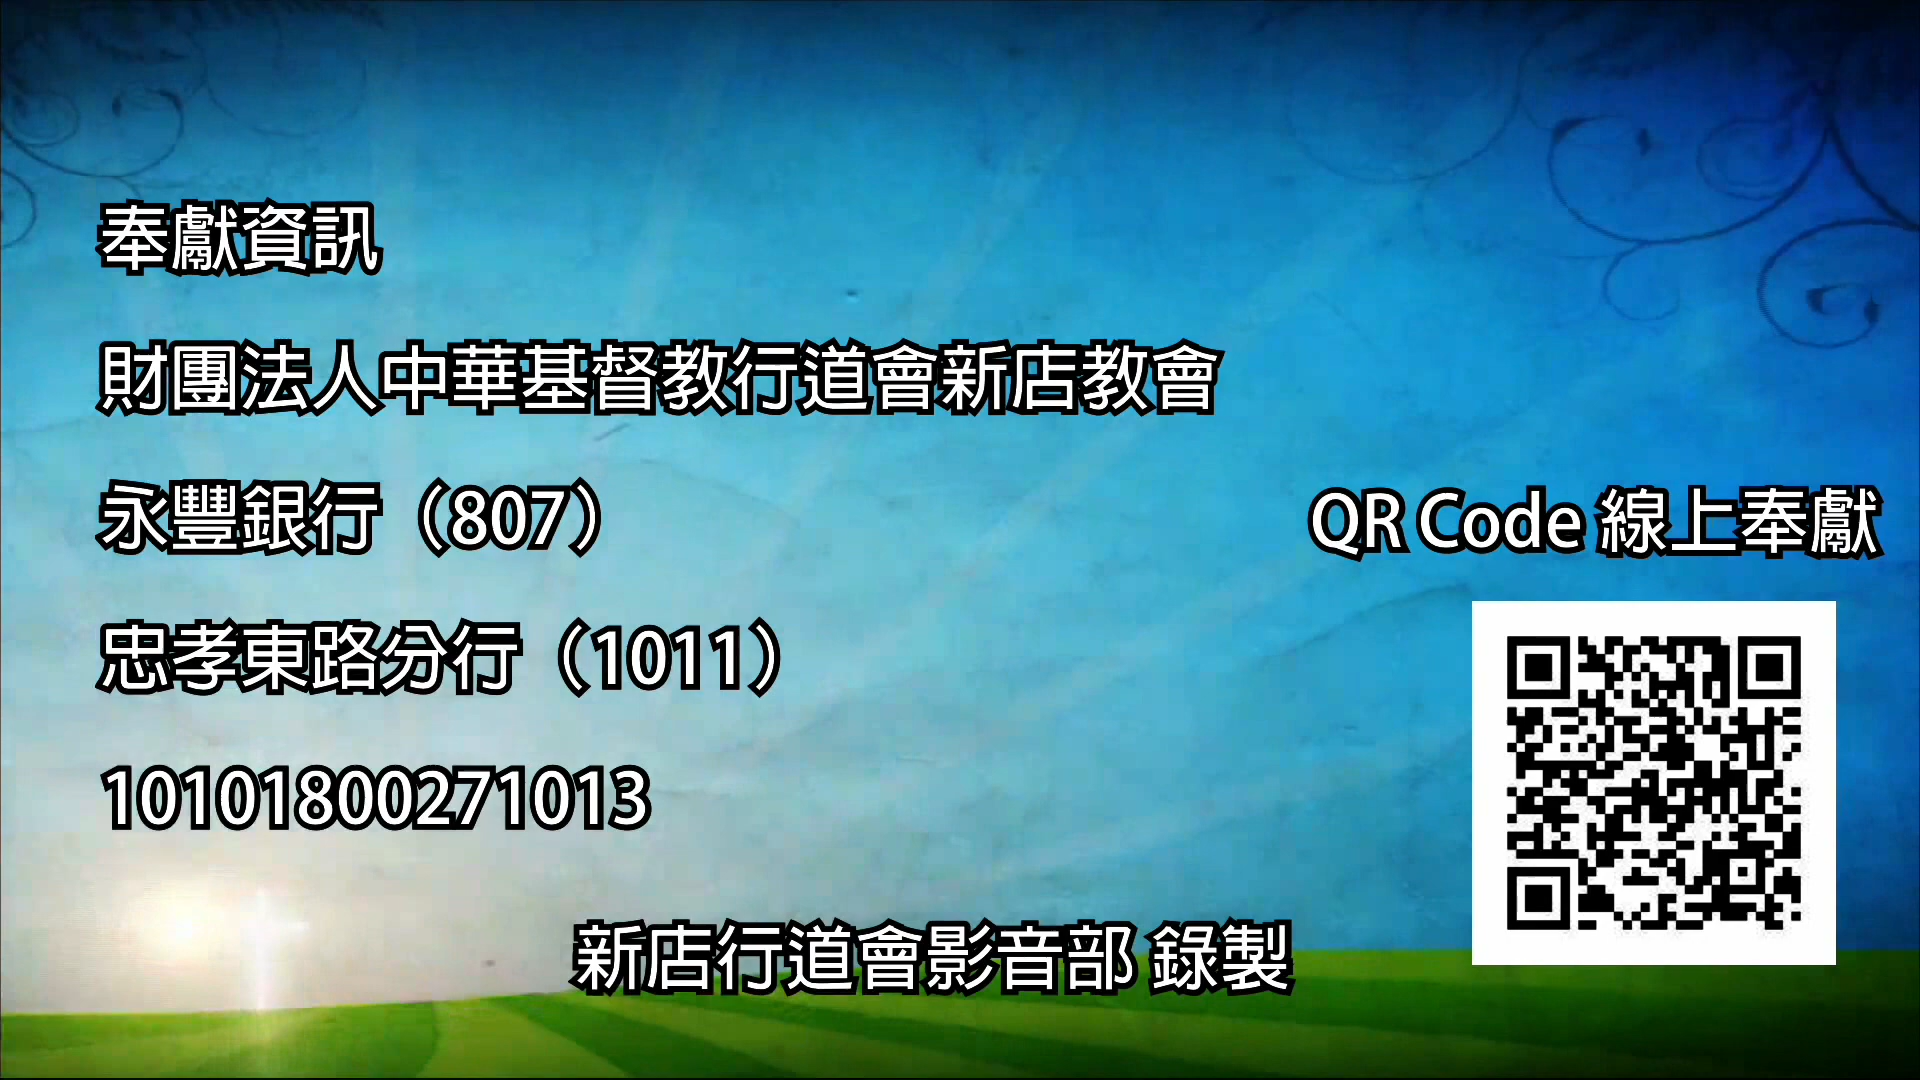 奉獻資訊
財團法人中華基督教行道會新店教會
永豐銀行（807）
忠孝東路分行（1011）
10101800271013
QR Code 線上奉獻
新店行道會影音部 錄製